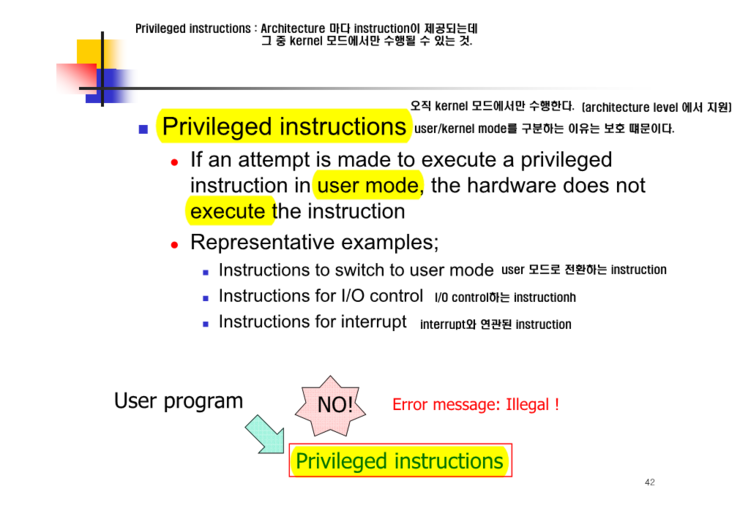 Privileged instructions : Architecture 마다 instruction이 제공되는데
그 중 kernel 모드에서만 수행될 수 있는 것.
오직 kernel 모드에서만 수행한다. (architecture level 에서 지원)
Privileged instructions user/kernel mode를 구분하는 이유는 보호 때문이다.
If an attempt is made to execute a privileged
instruction in user mode, the hardware does not
execute the instruction
Representative examples;
Instructions to switch to user mode user 모드로 전환하는 instruction
Instructions for I/O control I/O control하는 instructionh
Instructions for interrupt interrupt와 연관된 instruction
User program
NO!
Error message: Illegal !
Privileged instructions
42